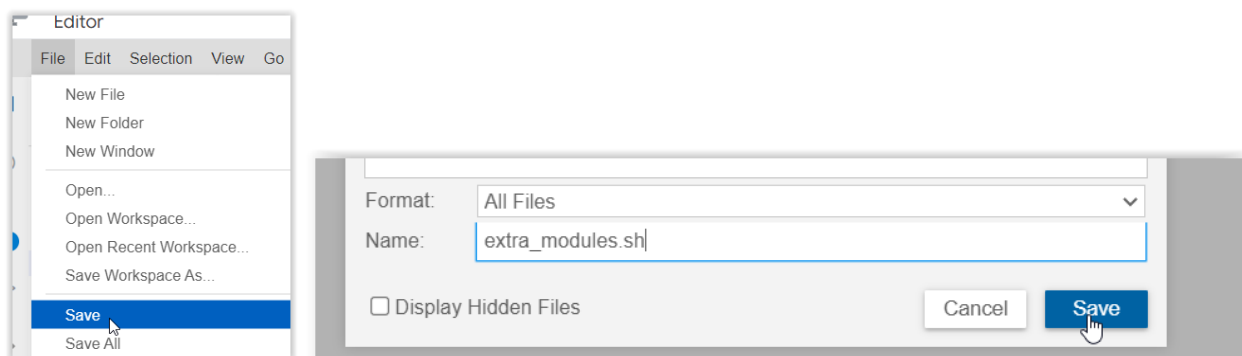 Editor
File Edit Selection View Go
New File
New Folder
New Window
Open...
Open Workspace...
Open Recent Workspace...
Save Workspace As...
Save
Save All
Format: All Files
Name: extra_modules.sh
Display Hidden Files Cancel Save